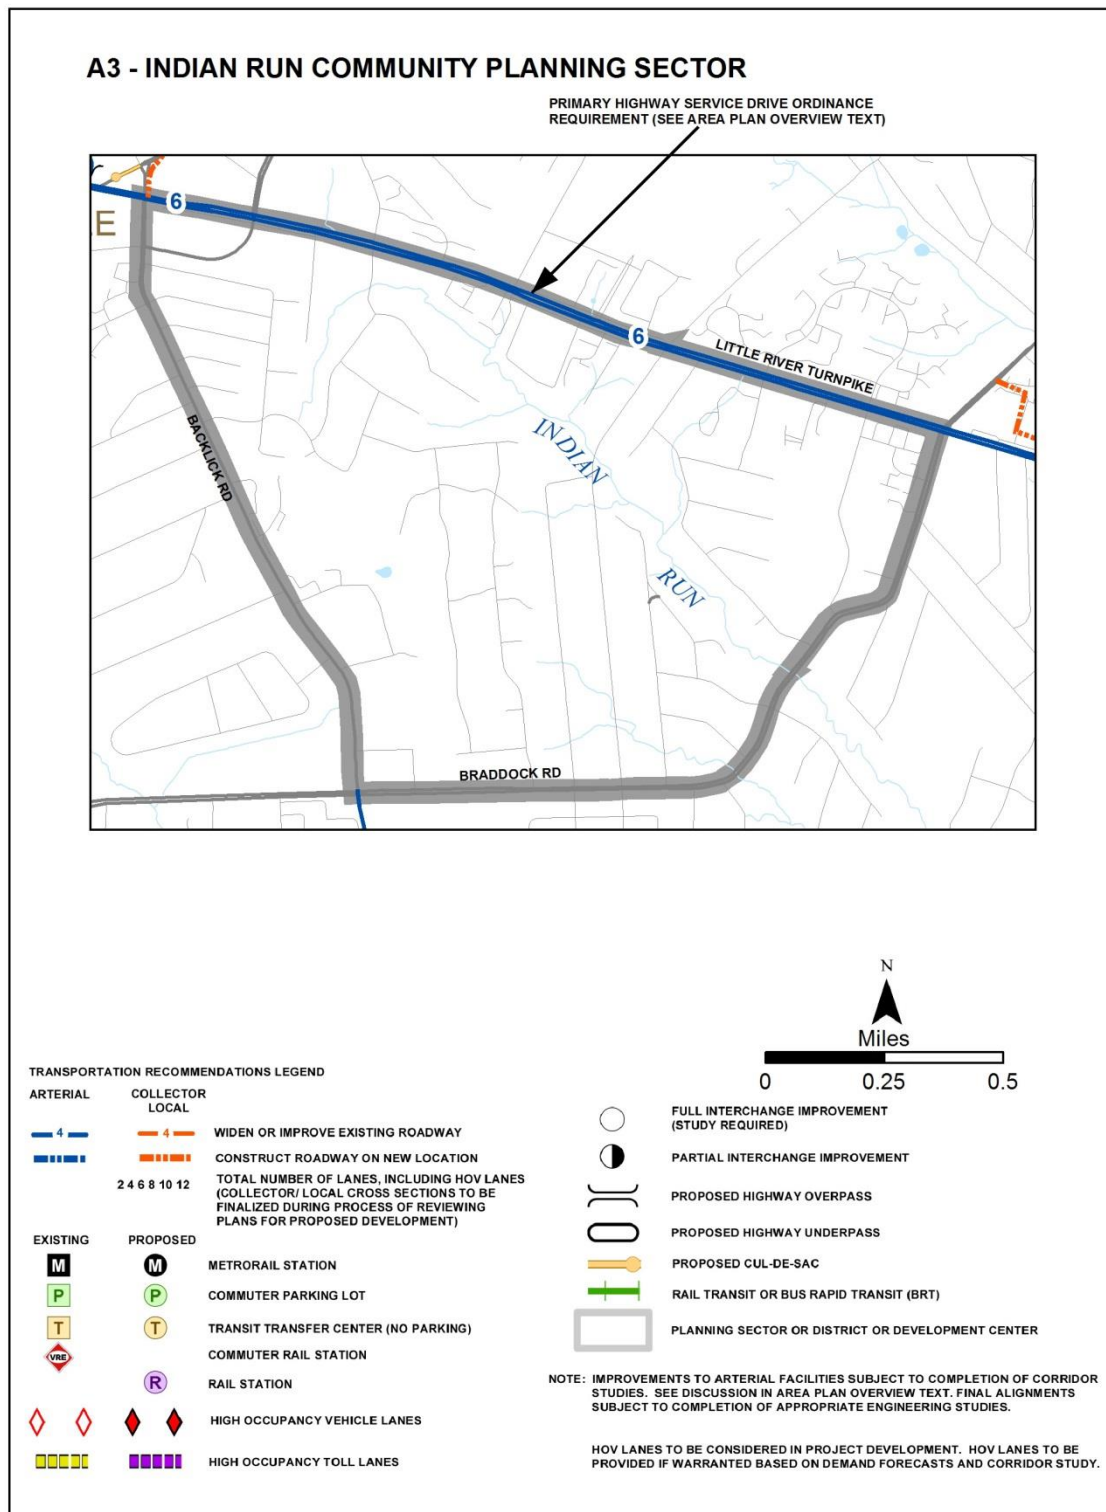 A3 - INDIAN RUN COMMUNITY PLANNING SECTOR
PRIMARY HIGHWAY SERVICE DRIVE ORDINANCE
REQUIREMENT (SEE AREA PLAN OVERVIEW TEXT)
6
E
6
LITTLE RIVER TURNPIKE
BACKLICK RD
INDIAN
RUN
BRADDOCK RD
N
Miles
0 0.25 0.5
TRANSPORTATION RECOMMENDATIONS LEGEND
ARTERIAL COLLECTOR
LOCAL
4 4 WIDEN OR IMPROVE EXISTING ROADWAY
CONSTRUCT ROADWAY ON NEW LOCATION
2 4 6 8 10 12 TOTAL NUMBER OF LANES, INCLUDING HOV LANES
(COLLECTOR/ LOCAL CROSS SECTIONS TO BE
FINALIZED DURING PROCESS OF REVIEWING
PLANS FOR PROPOSED DEVELOPMENT)
EXISTING PROPOSED
M M METRORAIL STATION
P P COMMUTER PARKING LOT
T T TRANSIT TRANSFER CENTER (NO PARKING)
VRE COMMUTER RAIL STATION
R RAIL STATION
HIGH OCCUPANCY VEHICLE LANES
HIGH OCCUPANCY TOLL LANES
FULL INTERCHANGE IMPROVEMENT
(STUDY REQUIRED)
PARTIAL INTERCHANGE IMPROVEMENT
PROPOSED HIGHWAY OVERPASS
PROPOSED HIGHWAY UNDERPASS
PROPOSED CUL-DE-SAC
RAIL TRANSIT OR BUS RAPID TRANSIT (BRT)
PLANNING SECTOR OR DISTRICT OR DEVELOPMENT CENTER
NOTE: IMPROVEMENTS TO ARTERIAL FACILITIES SUBJECT TO COMPLETION OF CORRIDOR
STUDIES. SEE DISCUSSION IN AREA PLAN OVERVIEW TEXT. FINAL ALIGNMENTS
SUBJECT TO COMPLETION OF APPROPRIATE ENGINEERING STUDIES.
HOV LANES TO BE CONSIDERED IN PROJECT DEVELOPMENT. HOV LANES TO BE
PROVIDED IF WARRANTED BASED ON DEMAND FORECASTS AND CORRIDOR STUDY.